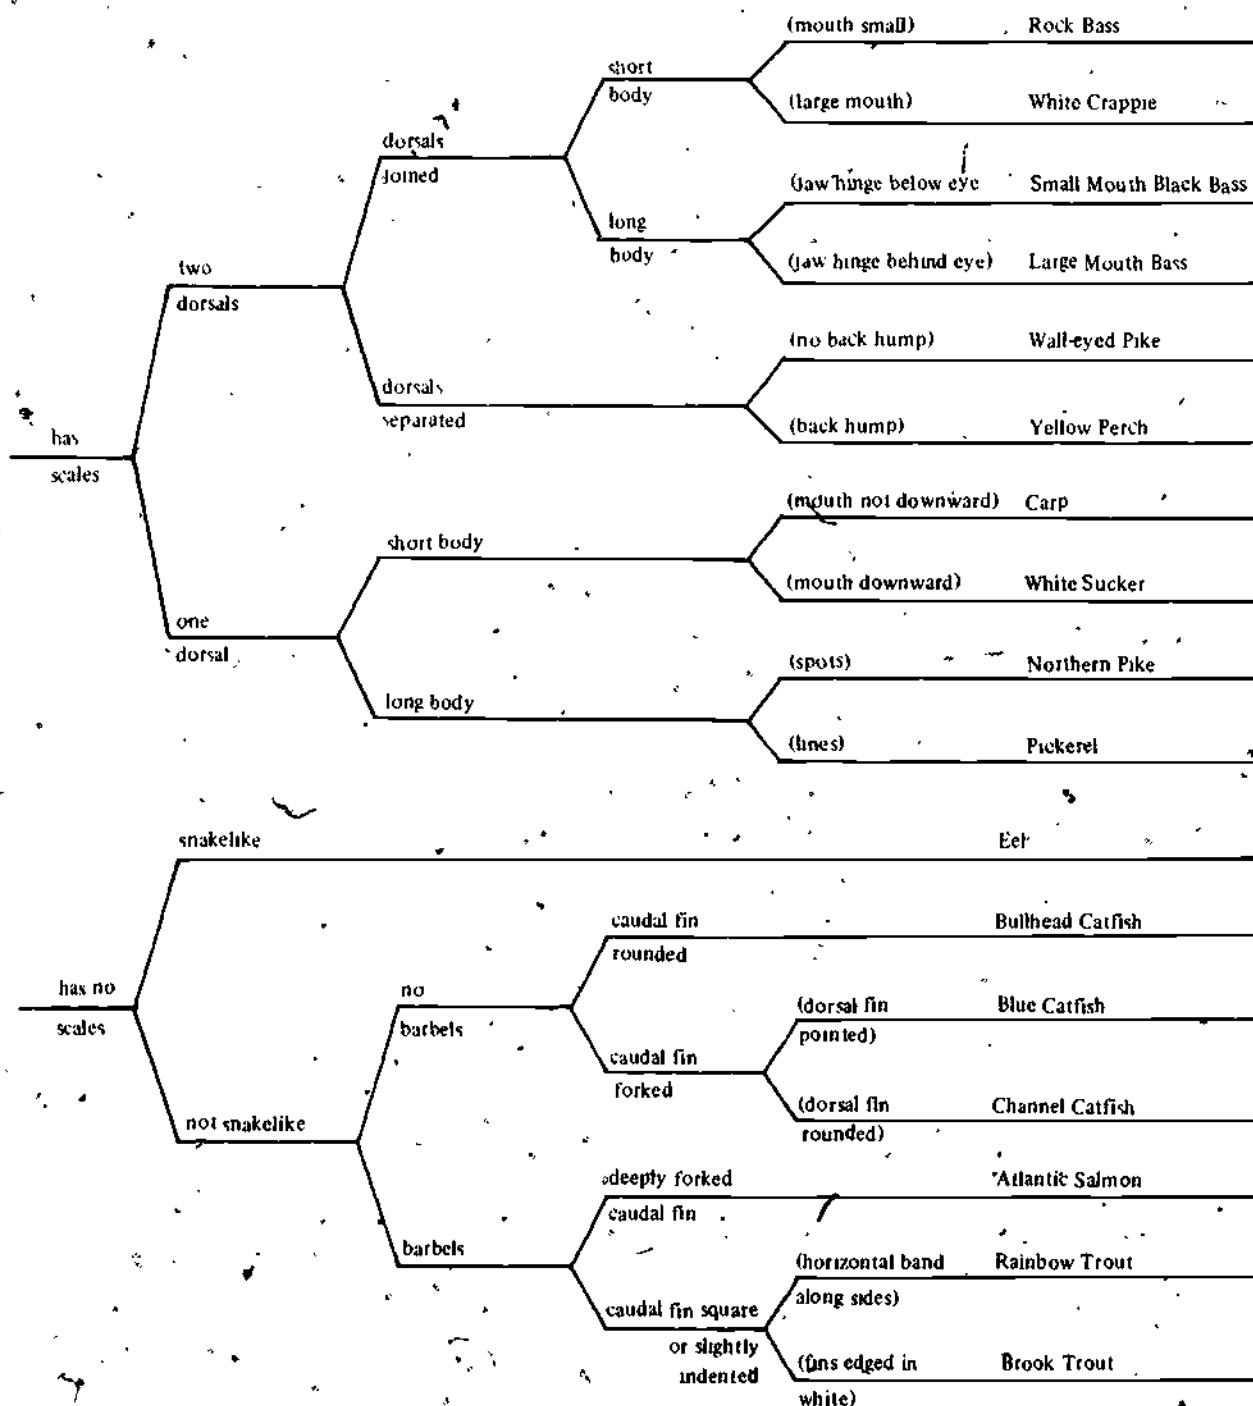 (mouth small) Rock Bass
short
body
(large mouth) White Crappie
dorsals
joined
(jaw hinge below eye Small Mouth Black Bass
long
body
(jaw hinge behind eye) Large Mouth Bass
two
dorsals
(no back hump) Wall-eyed Pike
dorsals
separated
(back hump) Yellow Perch
has
scales
(mouth not downward) Carp
short body
(mouth downward) White Sucker
one
dorsal
(spots) Northern Pike
long body
(lines) Pickerel
snakelike Eel
caudal fin Bullhead Catfish
rounded
has no
scales
no
barbels
(dorsal fin Blue Catfish
pointed)
caudal fin
forked
(dorsal fin Channel Catfish
rounded)
not snakelike
deeply forked Atlantic Salmon
caudal fin
barbels
(horizontal band Rainbow Trout
along sides)
caudal fin square
or slightly
indented
(fins edged in Brook Trout
white)